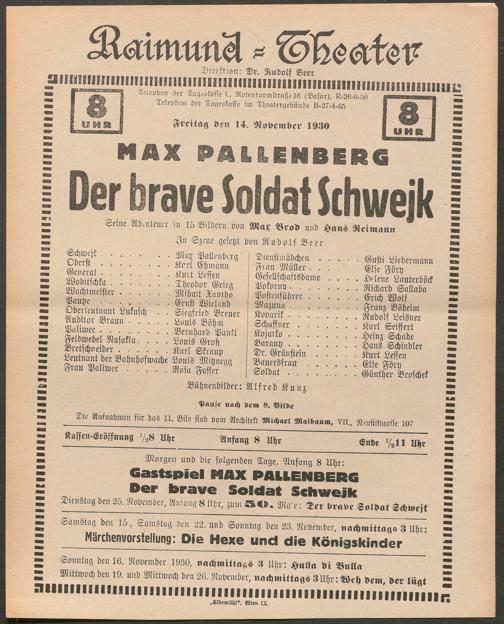 Raimund-Theater
Direktion: Dr. Rudolf Beer
8 UHR
Telephon der Tageskasse I., Rotenturmstraße 16 (Basar), R-26-0-50
Telephon der Tageskasse im Theatergebäude B-27-4-65
8 UHR
Freitag den 14. November 1930
MAX PALLENBERG
Der brave Soldat Schwejk
Seine Abenteuer in 15 Bildern von Max Brod und Hans Reimann
In Szene gesetzt von Rudolf Beer
Schwejk . . . . . . . Max Pallenberg
Oberst . . . . . . . Karl Ehmann
General . . . . . . . Kurt Lessen
Woditschka . . . . . . Theodor Grieg
Wachtmeister . . . . . Mihail Xantho
Pautze . . . . . . . Ernst Wieland
Oberleutnant Lukasch . . Siegfried Breuer
Auditor Braun . . . . . Louis Böhm
Paliwec . . . . . . . Bernhard Pankl
Feldwebel Nasakla . . . Louis Groß
Bretschneider . . . . . Karl Skraup
Leutnant der Bahnhofwache Louis
Frau Paliwec . . . . . Rosa Fasser
Dienstmädchen . . . . . Gusti Liedermann
Frau Müller . . . . . . Else Föry
Gesellschaftsdame . . . Helene Lauterböck
Pokorny . . . . . . . Richard Sallaba
Postenführer . . . . . Erich Wolf
Mazuna . . . . . . . Franz Böheim
Kovarik . . . . . . . Rudolf Leisner
Schaffner . . . . . . Karl Seiffert
Kojatko . . . . . . . Heinz Schade
Barany . . . . . . . Hans Schindler
Dr. Grünstein . . . . . Kurt Lessen
Bauersfrau . . . . . . Else Föry
Soldat . . . . . . . Günther Broschek
Bühnenbilder: Alfred Kunz
Pause nach dem 8. Bilde
Die Aufnahmen für das 11. Bild sind vom Architekt Michael Maibaum, VII., Neustiftgasse 107
Kassen-Eröffnung 1/2 8 Uhr Anfang 8 Uhr Ende 1/2 11 Uhr
Morgen und die folgenden Tage, Anfang 8 Uhr:
Gastspiel MAX PALLENBERG
Der brave Soldat Schwejk
Dienstag den 25. November, Anfang 8 Uhr, zum 50. Ma'e: Der brave Soldat Schwejk
Samstag den 15., Samstag den 22. und Sonntag den 23. November, nachmittags 3 Uhr:
Märchenvorstellung: Die Hexe und die Königskinder
Sonntag den 16. November 1930, nachmittags 3 Uhr: Hulla di Bulla
Mittwoch den 19. und Mittwoch den 26. November, nachmittags 3 Uhr: Weh dem, der lügt
„Elbemühl“, Wien IX.